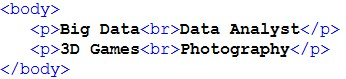 <body>
<p>Big Data<br>Data Analyst</p>
<p>3D Games<br>Photography</p>
</body>